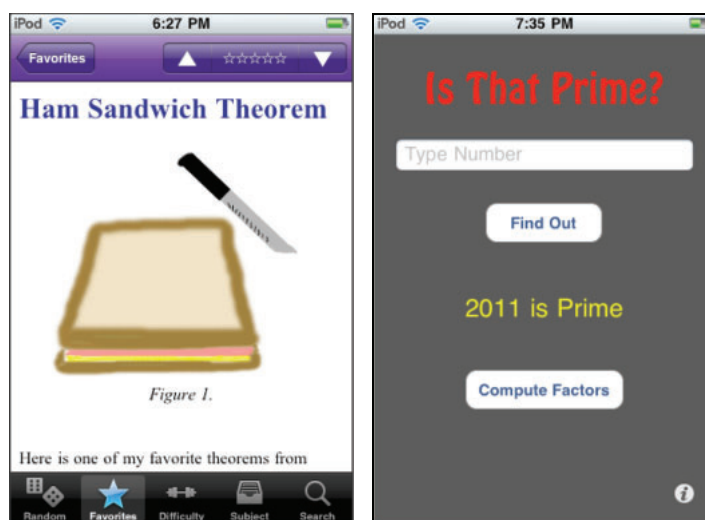 iPod 6:27 PM
Favorites
Ham Sandwich Theorem
Figure 1.
Here is one of my favorite theorems from
Random Favorites Difficulty Subject Search
iPod 7:35 PM
Is That Prime?
Type Number
Find Out
2011 is Prime
Compute Factors
i